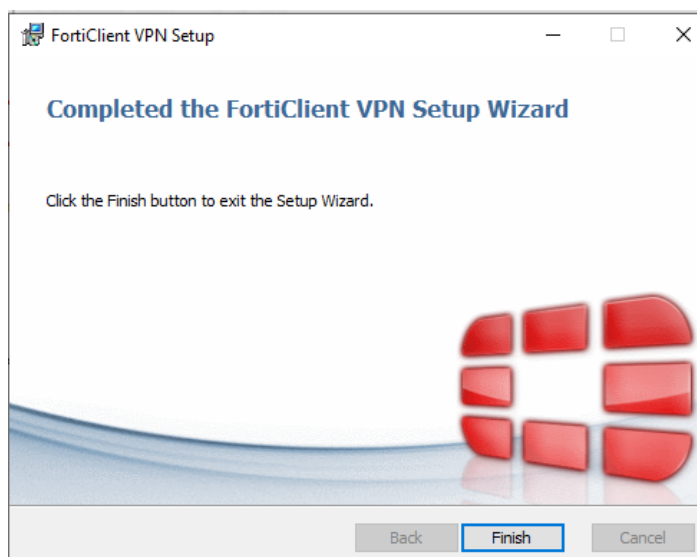 FortiClient VPN Setup
Completed the FortiClient VPN Setup Wizard
Click the Finish button to exit the Setup Wizard.
Back
Finish
Cancel